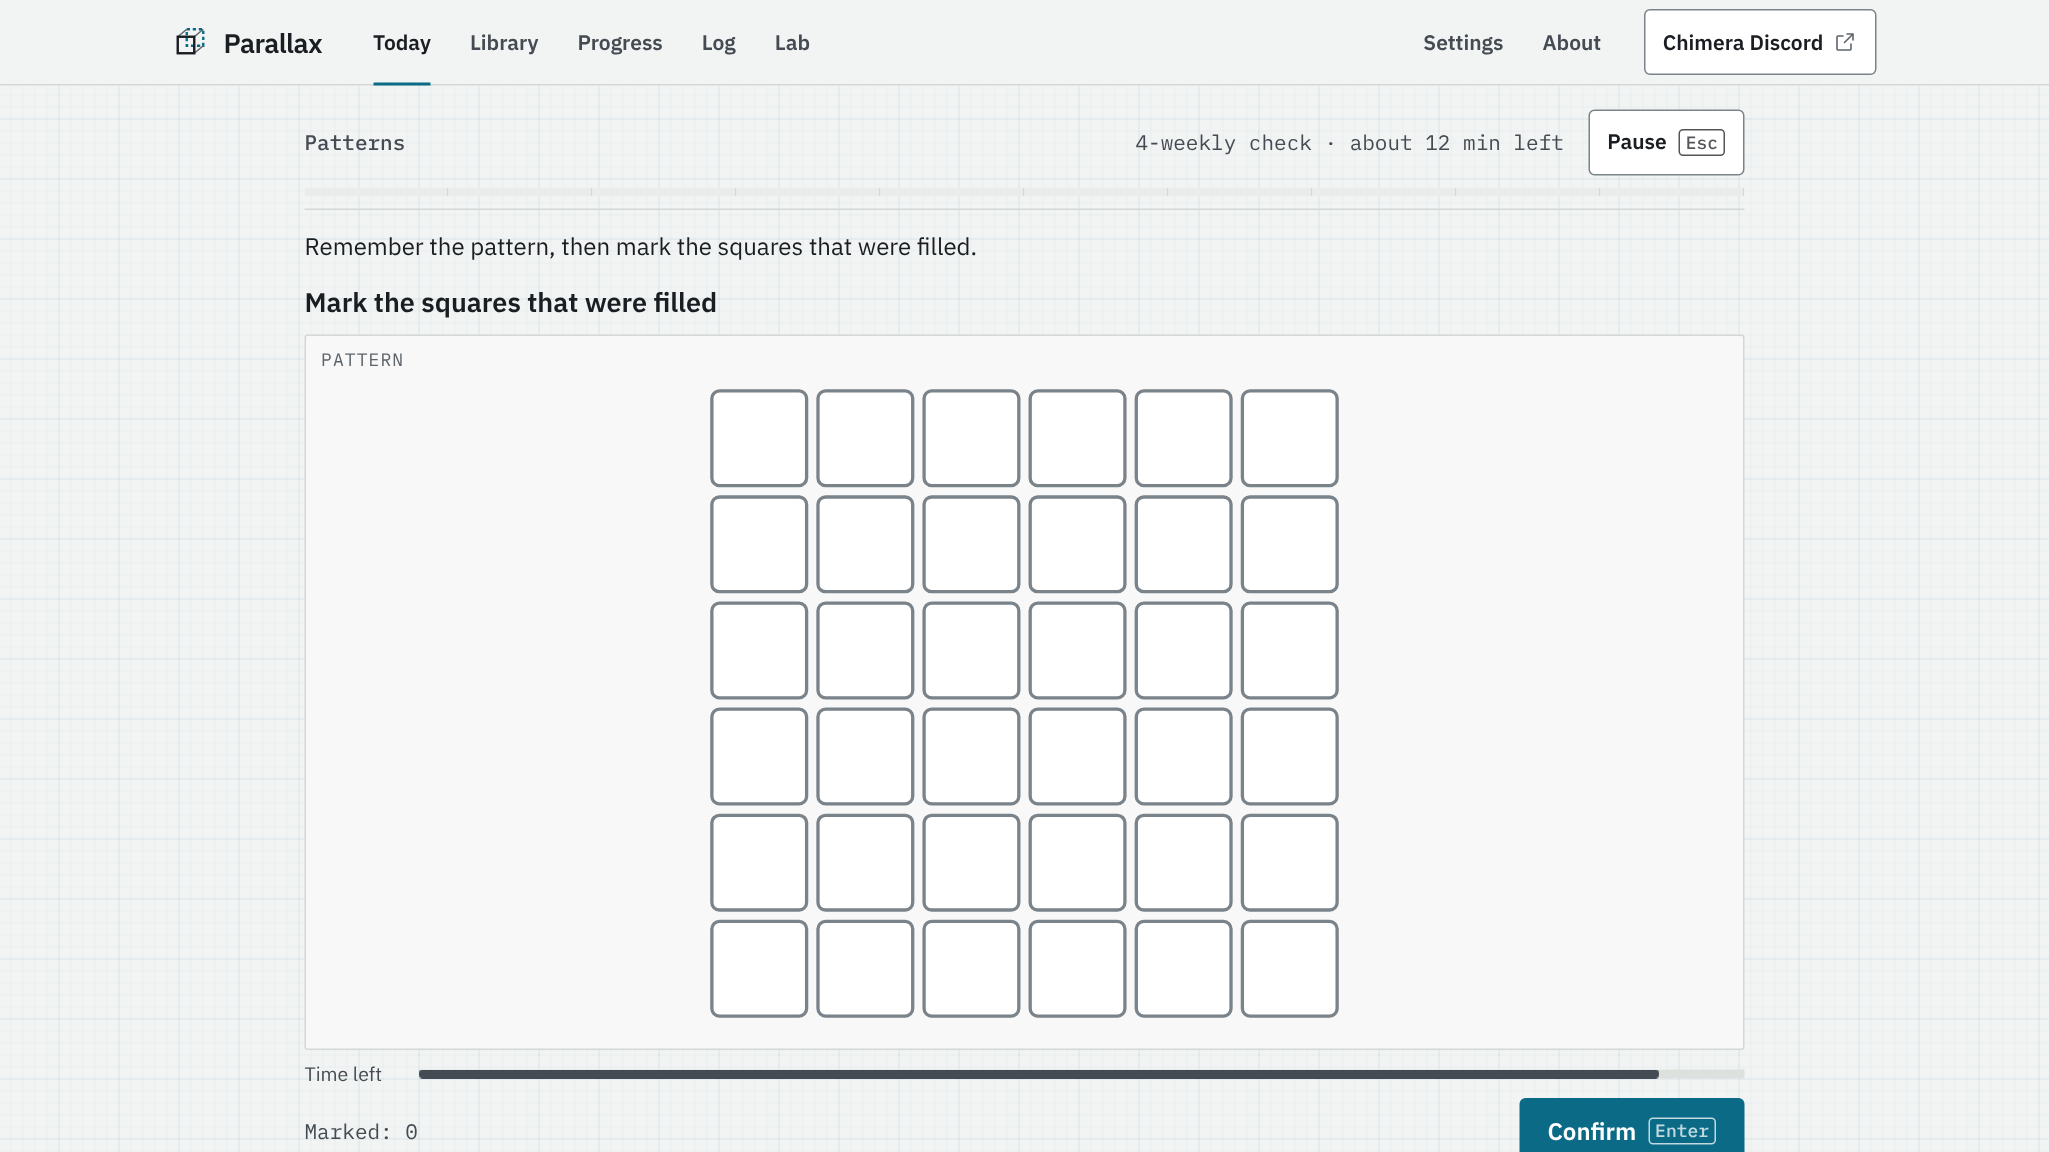 Parallax
Today
Library
Progress
Log
Lab
Settings
About
Chimera Discord
Patterns
4-weekly check · about 12 min left
Pause Esc
Remember the pattern, then mark the squares that were filled.
Mark the squares that were filled
PATTERN
Time left
Marked: 0
Confirm Enter